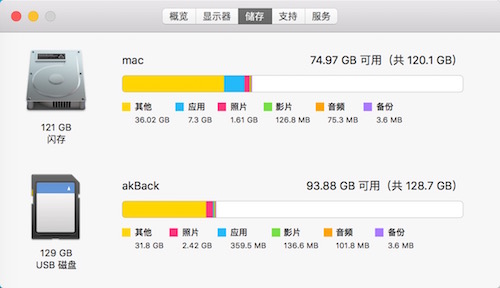 概览 显示器 储存 支持 服务
mac 74.97 GB 可用（共 120.1 GB）
其他 应用 照片 影片 音频 备份
36.02 GB 7.3 GB 1.61 GB 126.8 MB 75.3 MB 3.6 MB
121 GB
闪存
akBack 93.88 GB 可用（共 128.7 GB）
其他 照片 应用 影片 音频 备份
31.8 GB 2.42 GB 359.5 MB 136.6 MB 101.8 MB 3.6 MB
129 GB
USB 磁盘